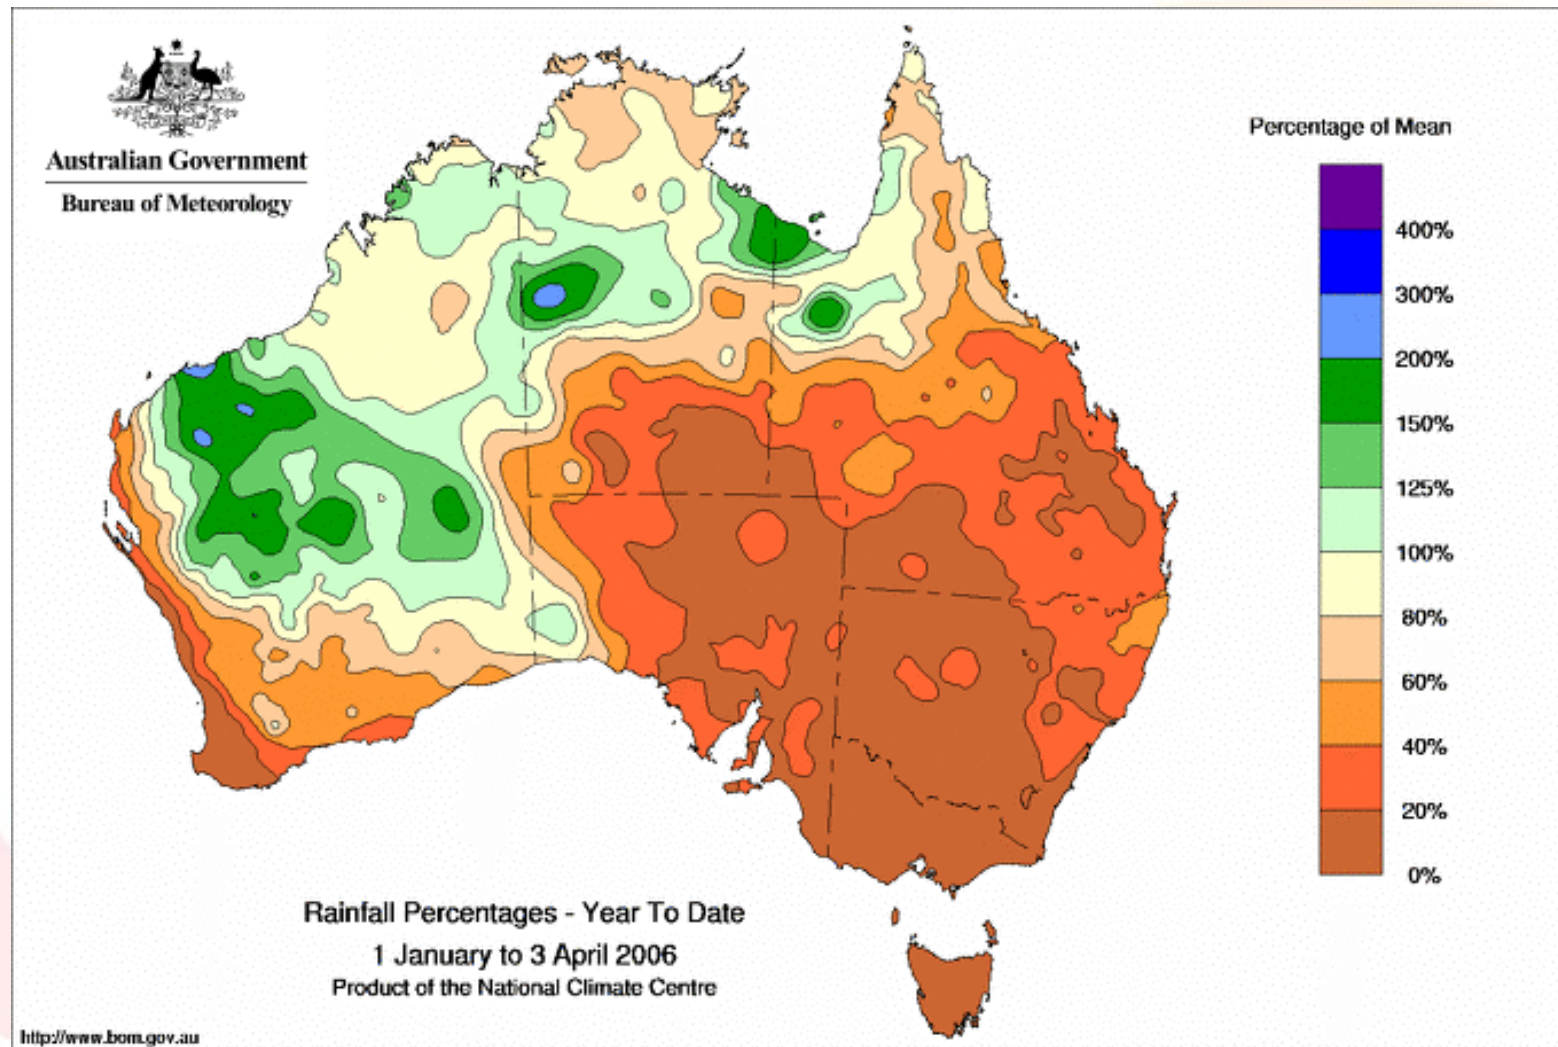 Australian Government
Bureau of Meteorology
Percentage of Mean
400%
300%
200%
150%
125%
100%
80%
60%
40%
20%
0%
Rainfall Percentages - Year To Date
1 January to 3 April 2006
Product of the National Climate Centre
http://www.bom.gov.au